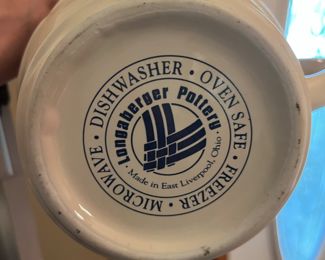 MICROWAVE • DISHWASHER • OVEN SAFE • FREEZER •
Longaberger Pottery
• Made in East Liverpool, Ohio •